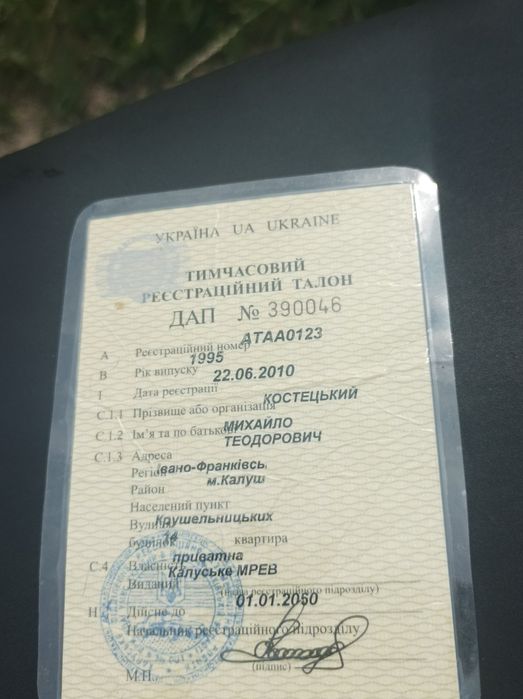 УКРАЇНА UA UKRAINE
ТИМЧАСОВИЙ
РЕЄСТРАЦІЙНИЙ ТАЛОН
ДАП № 390046
A Реєстраційний номер АТАА0123
B Рік випуску 1995
I Дата реєстрації 22.06.2010
C.1.1 Прізвище або організація КОСТЕЦЬКИЙ
C.1.2 Ім'я та по батькові МИХАЙЛО
ТЕОДОРОВИЧ
C.1.3 Адреса
Регіон Івано-Франківсь
Район м.Калуш
Населений пункт
Вулиця Крушельницьких
будинок 14 квартира
C.4 Власність приватна
Виданий Калуське МРЕВ
(назва реєстраційного підрозділу)
H Дійсне до 01.01.2050
Начальник реєстраційного підрозділу
(підпис)
М.П.